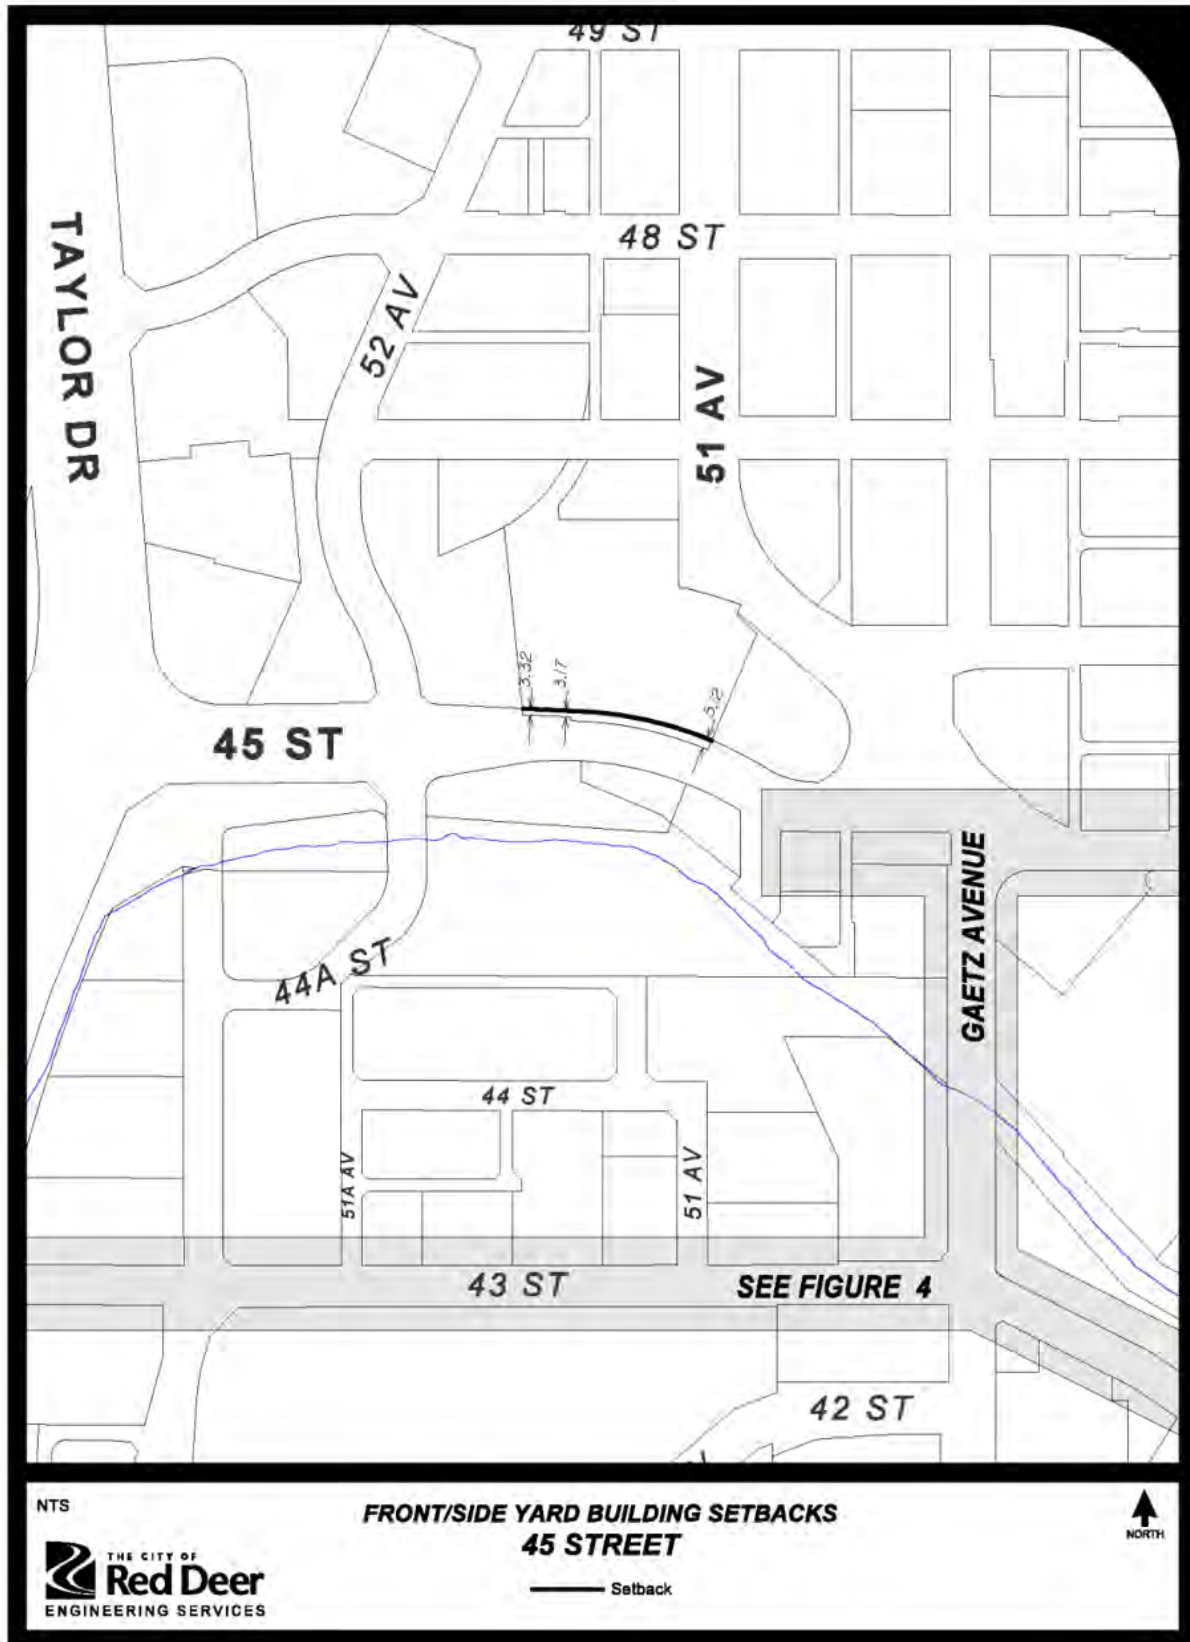 49 ST
48 ST
TAYLOR DR
52 AV
51 AV
3.32
3.17
3.12
45 ST
GAETZ AVENUE
44A ST
44 ST
51A AV
51 AV
43 ST
SEE FIGURE 4
42 ST
NTS
FRONT/SIDE YARD BUILDING SETBACKS
45 STREET
NORTH
THE CITY OF
Red Deer
ENGINEERING SERVICES
Setback